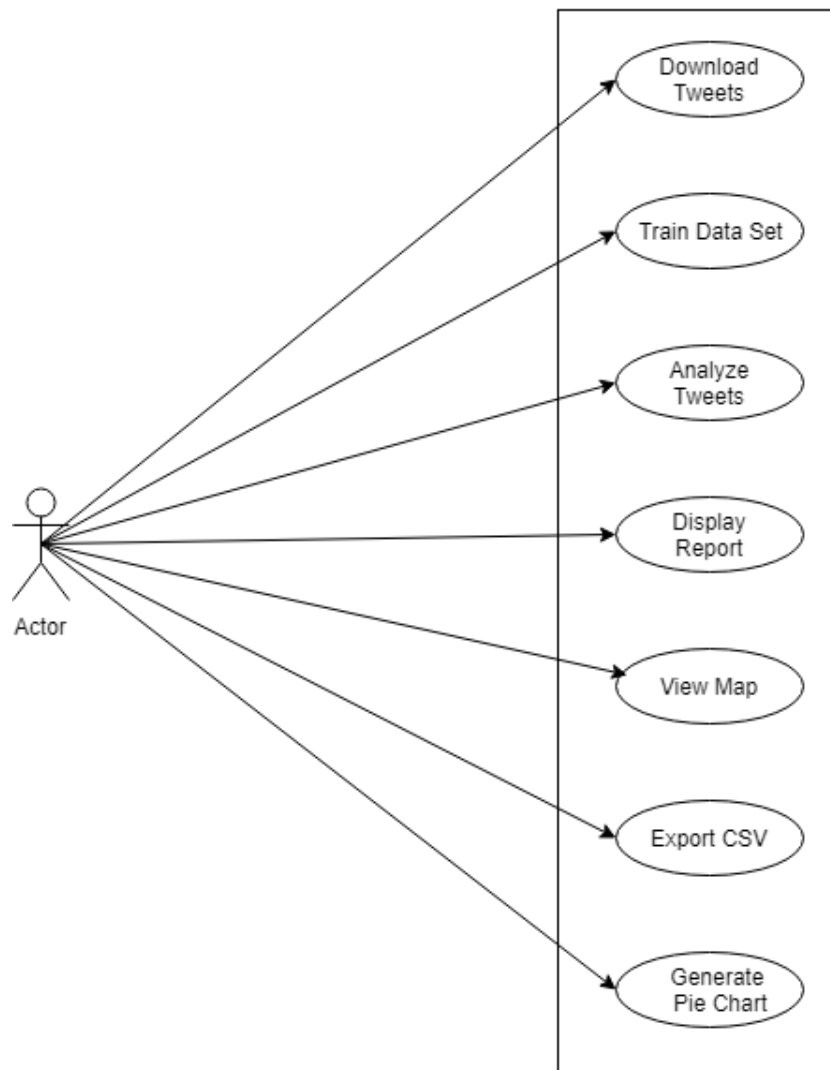 Download
Tweets
Train Data Set
Analyze
Tweets
Display
Report
Actor
View Map
Export CSV
Generate
Pie Chart